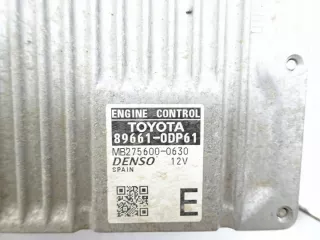 ENGINE CONTROL
TOYOTA
89661-0DP61
MB275600-0630
DENSO 12V
SPAIN
E